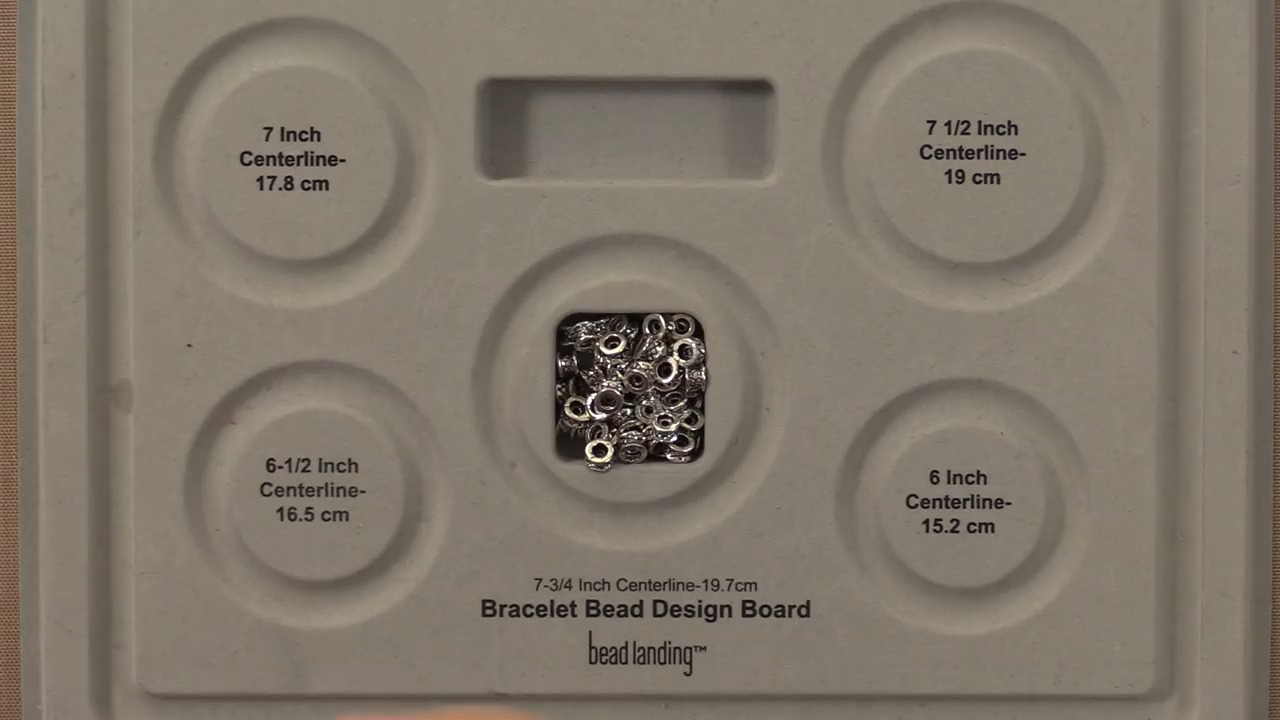 7 Inch
Centerline-
17.8 cm
7 1/2 Inch
Centerline-
19 cm
6-1/2 Inch
Centerline-
16.5 cm
6 Inch
Centerline-
15.2 cm
7-3/4 Inch Centerline-19.7cm
Bracelet Bead Design Board
bead landing™